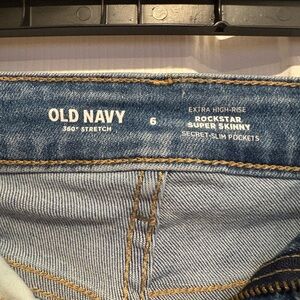 OLD NAVY
360° STRETCH
6
EXTRA HIGH-RISE
ROCKSTAR
SUPER SKINNY
SECRET-SLIM POCKETS